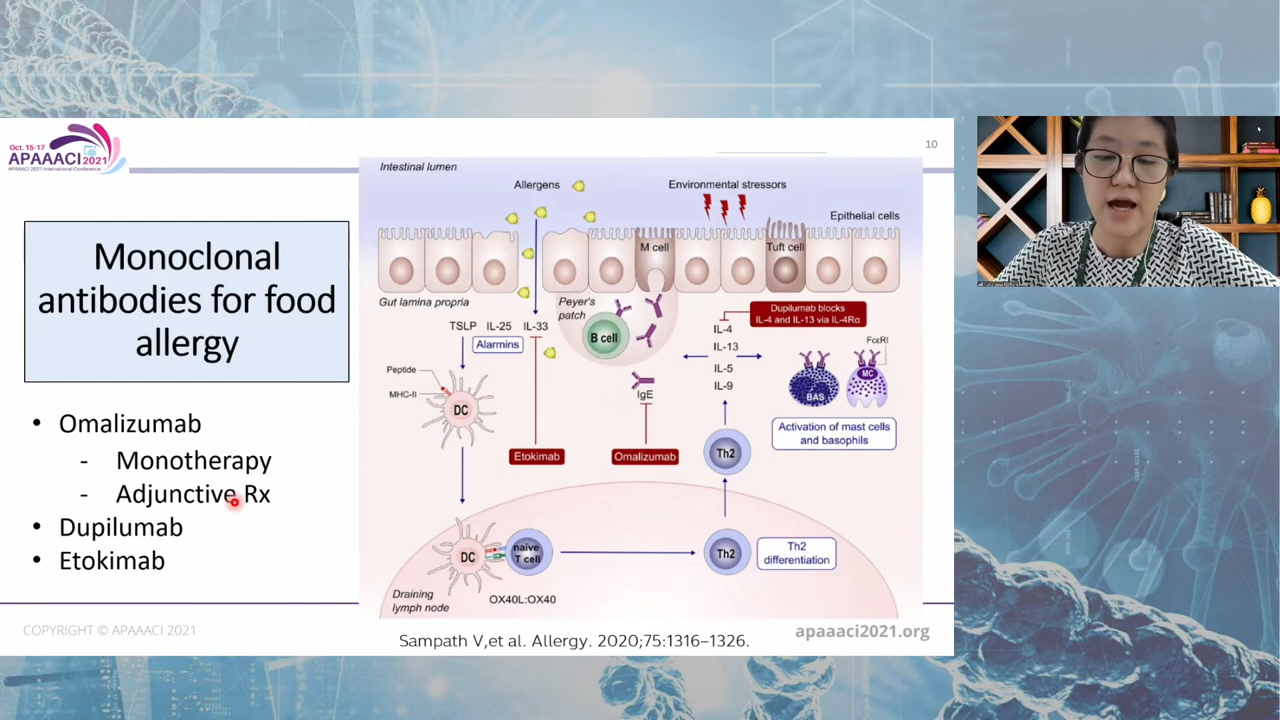 Oct. 15-17
APAAACI 2021
APAAACI 2021 International Conference
10
Monoclonal
antibodies for food
allergy
• Omalizumab
- Monotherapy
- Adjunctive Rx
• Dupilumab
• Etokimab
Intestinal lumen
Allergens
Environmental stressors
Epithelial cells
M cell
Tuft cell
Gut lamina propria
Peyer's
patch
B cell
Dupilumab blocks
IL-4 and IL-13 via IL-4Rα
TSLP IL-25 IL-33
Alarmins
IL-4
IL-13
IL-5
IL-9
FcεRI
Peptide
MHC-II
DC
IgE
BAS
MC
Activation of mast cells
and basophils
Etokimab
Omalizumab
Th2
DC
naïve
T cell
Th2
Th2
differentiation
Draining
lymph node
OX40L:OX40
COPYRIGHT © APAAACI 2021
apaaaci2021.org
Sampath V,et al. Allergy. 2020;75:1316–1326.